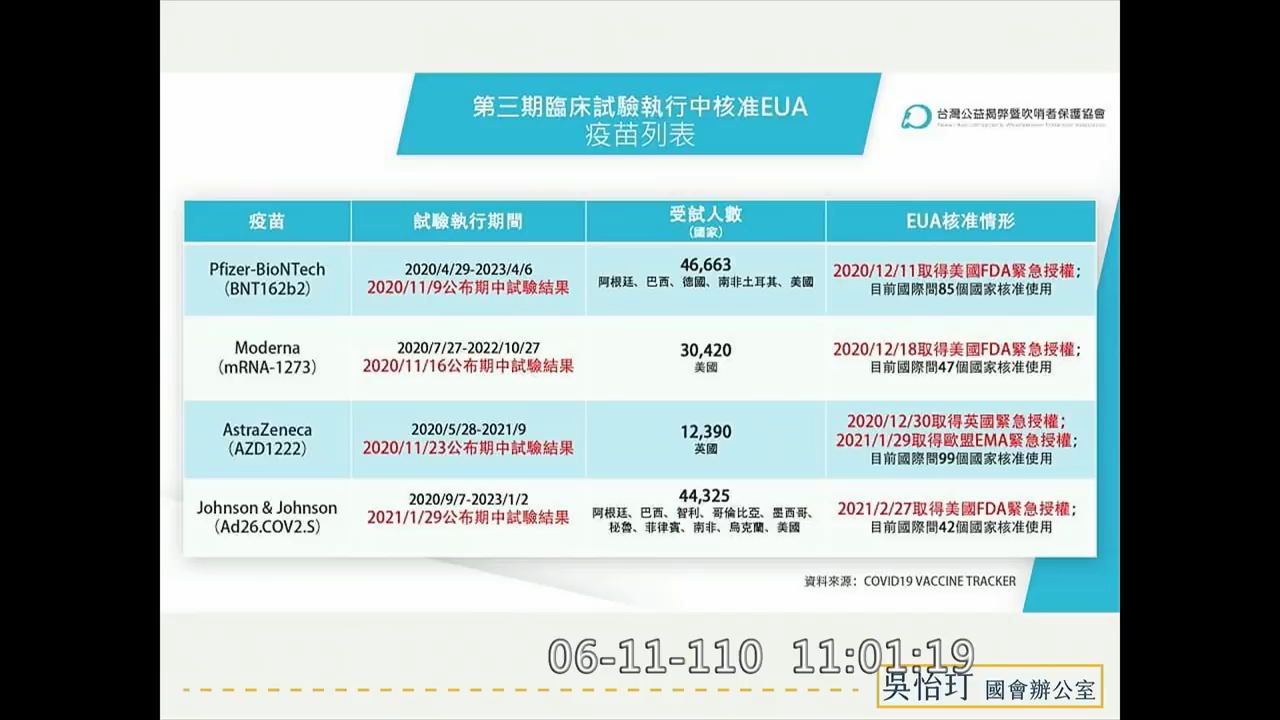 第三期臨床試驗執行中核准EUA
疫苗列表
台灣公益揭弊暨吹哨者保護協會
疫苗
試驗執行期間
受試人數
(國家)
EUA核准情形
Pfizer-BioNTech
(BNT162b2)
2020/4/29-2023/4/6
2020/11/9公布期中試驗結果
46,663
阿根廷、巴西、德國、南非土耳其、美國
2020/12/11取得美國FDA緊急授權;
目前國際間85個國家核准使用
Moderna
(mRNA-1273)
2020/7/27-2022/10/27
2020/11/16公布期中試驗結果
30,420
美國
2020/12/18取得美國FDA緊急授權;
目前國際間47個國家核准使用
AstraZeneca
(AZD1222)
2020/5/28-2021/9
2020/11/23公布期中試驗結果
12,390
英國
2020/12/30取得英國緊急授權;
2021/1/29取得歐盟EMA緊急授權;
目前國際間99個國家核准使用
Johnson & Johnson
(Ad26.COV2.S)
2020/9/7-2023/1/2
2021/1/29公布期中試驗結果
44,325
阿根廷、巴西、智利、哥倫比亞、墨西哥、
秘魯、菲律賓、南非、烏克蘭、美國
2021/2/27取得美國FDA緊急授權;
目前國際間42個國家核准使用
資料來源：COVID19 VACCINE TRACKER
06-11-110 11:01:19
吳怡玎 國會辦公室